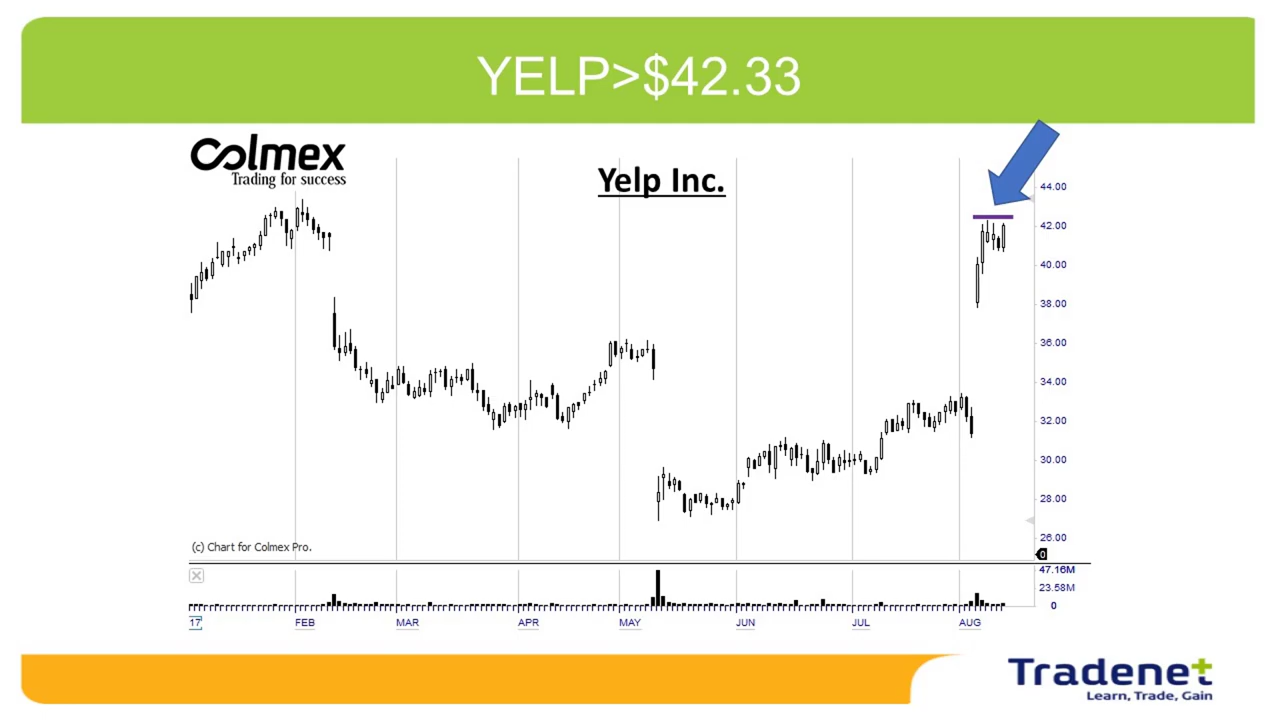 YELP>$42.33
Colmex
Trading for success
Yelp Inc.
44.00
42.00
40.00
38.00
36.00
34.00
32.00
30.00
28.00
26.00
(c) Chart for Colmex Pro.
0
47.16M
23.58M
0
17 FEB MAR APR MAY JUN JUL AUG
Tradenet
Learn, Trade, Gain